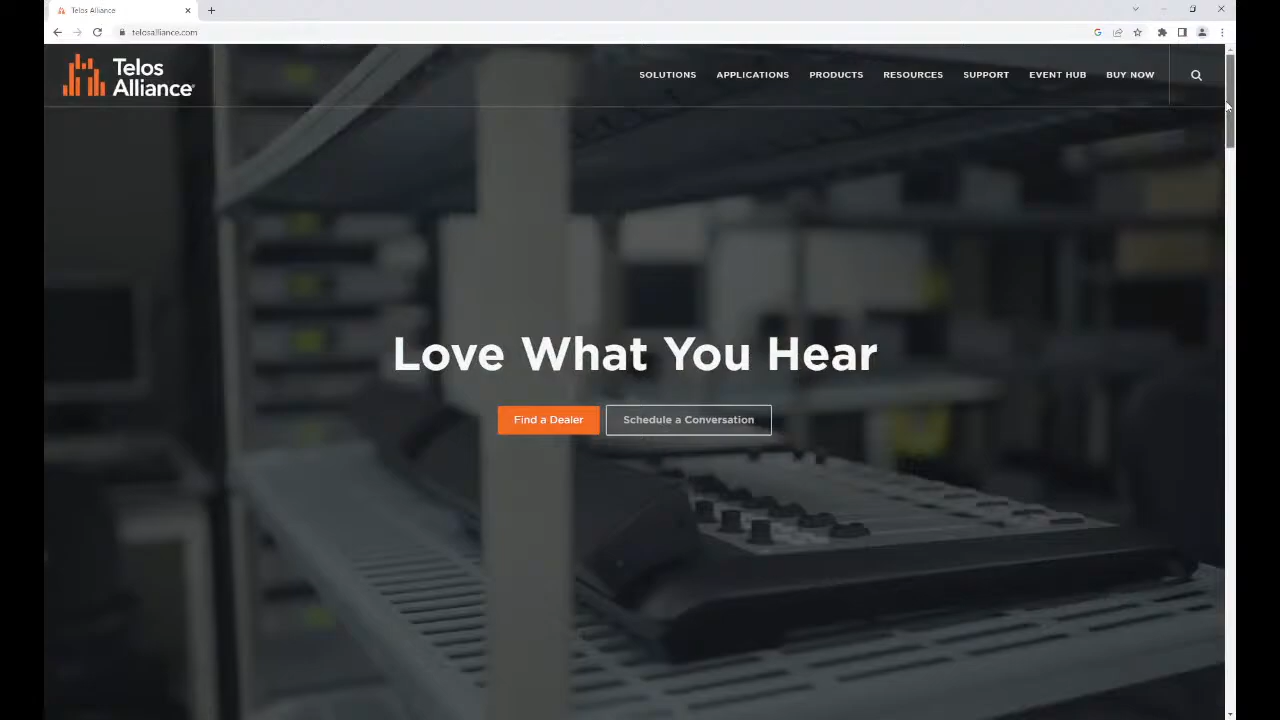 Telos Alliance
telosalliance.com
Telos
Alliance
SOLUTIONS APPLICATIONS PRODUCTS RESOURCES SUPPORT EVENT HUB BUY NOW
Love What You Hear
Find a Dealer Schedule a Conversation